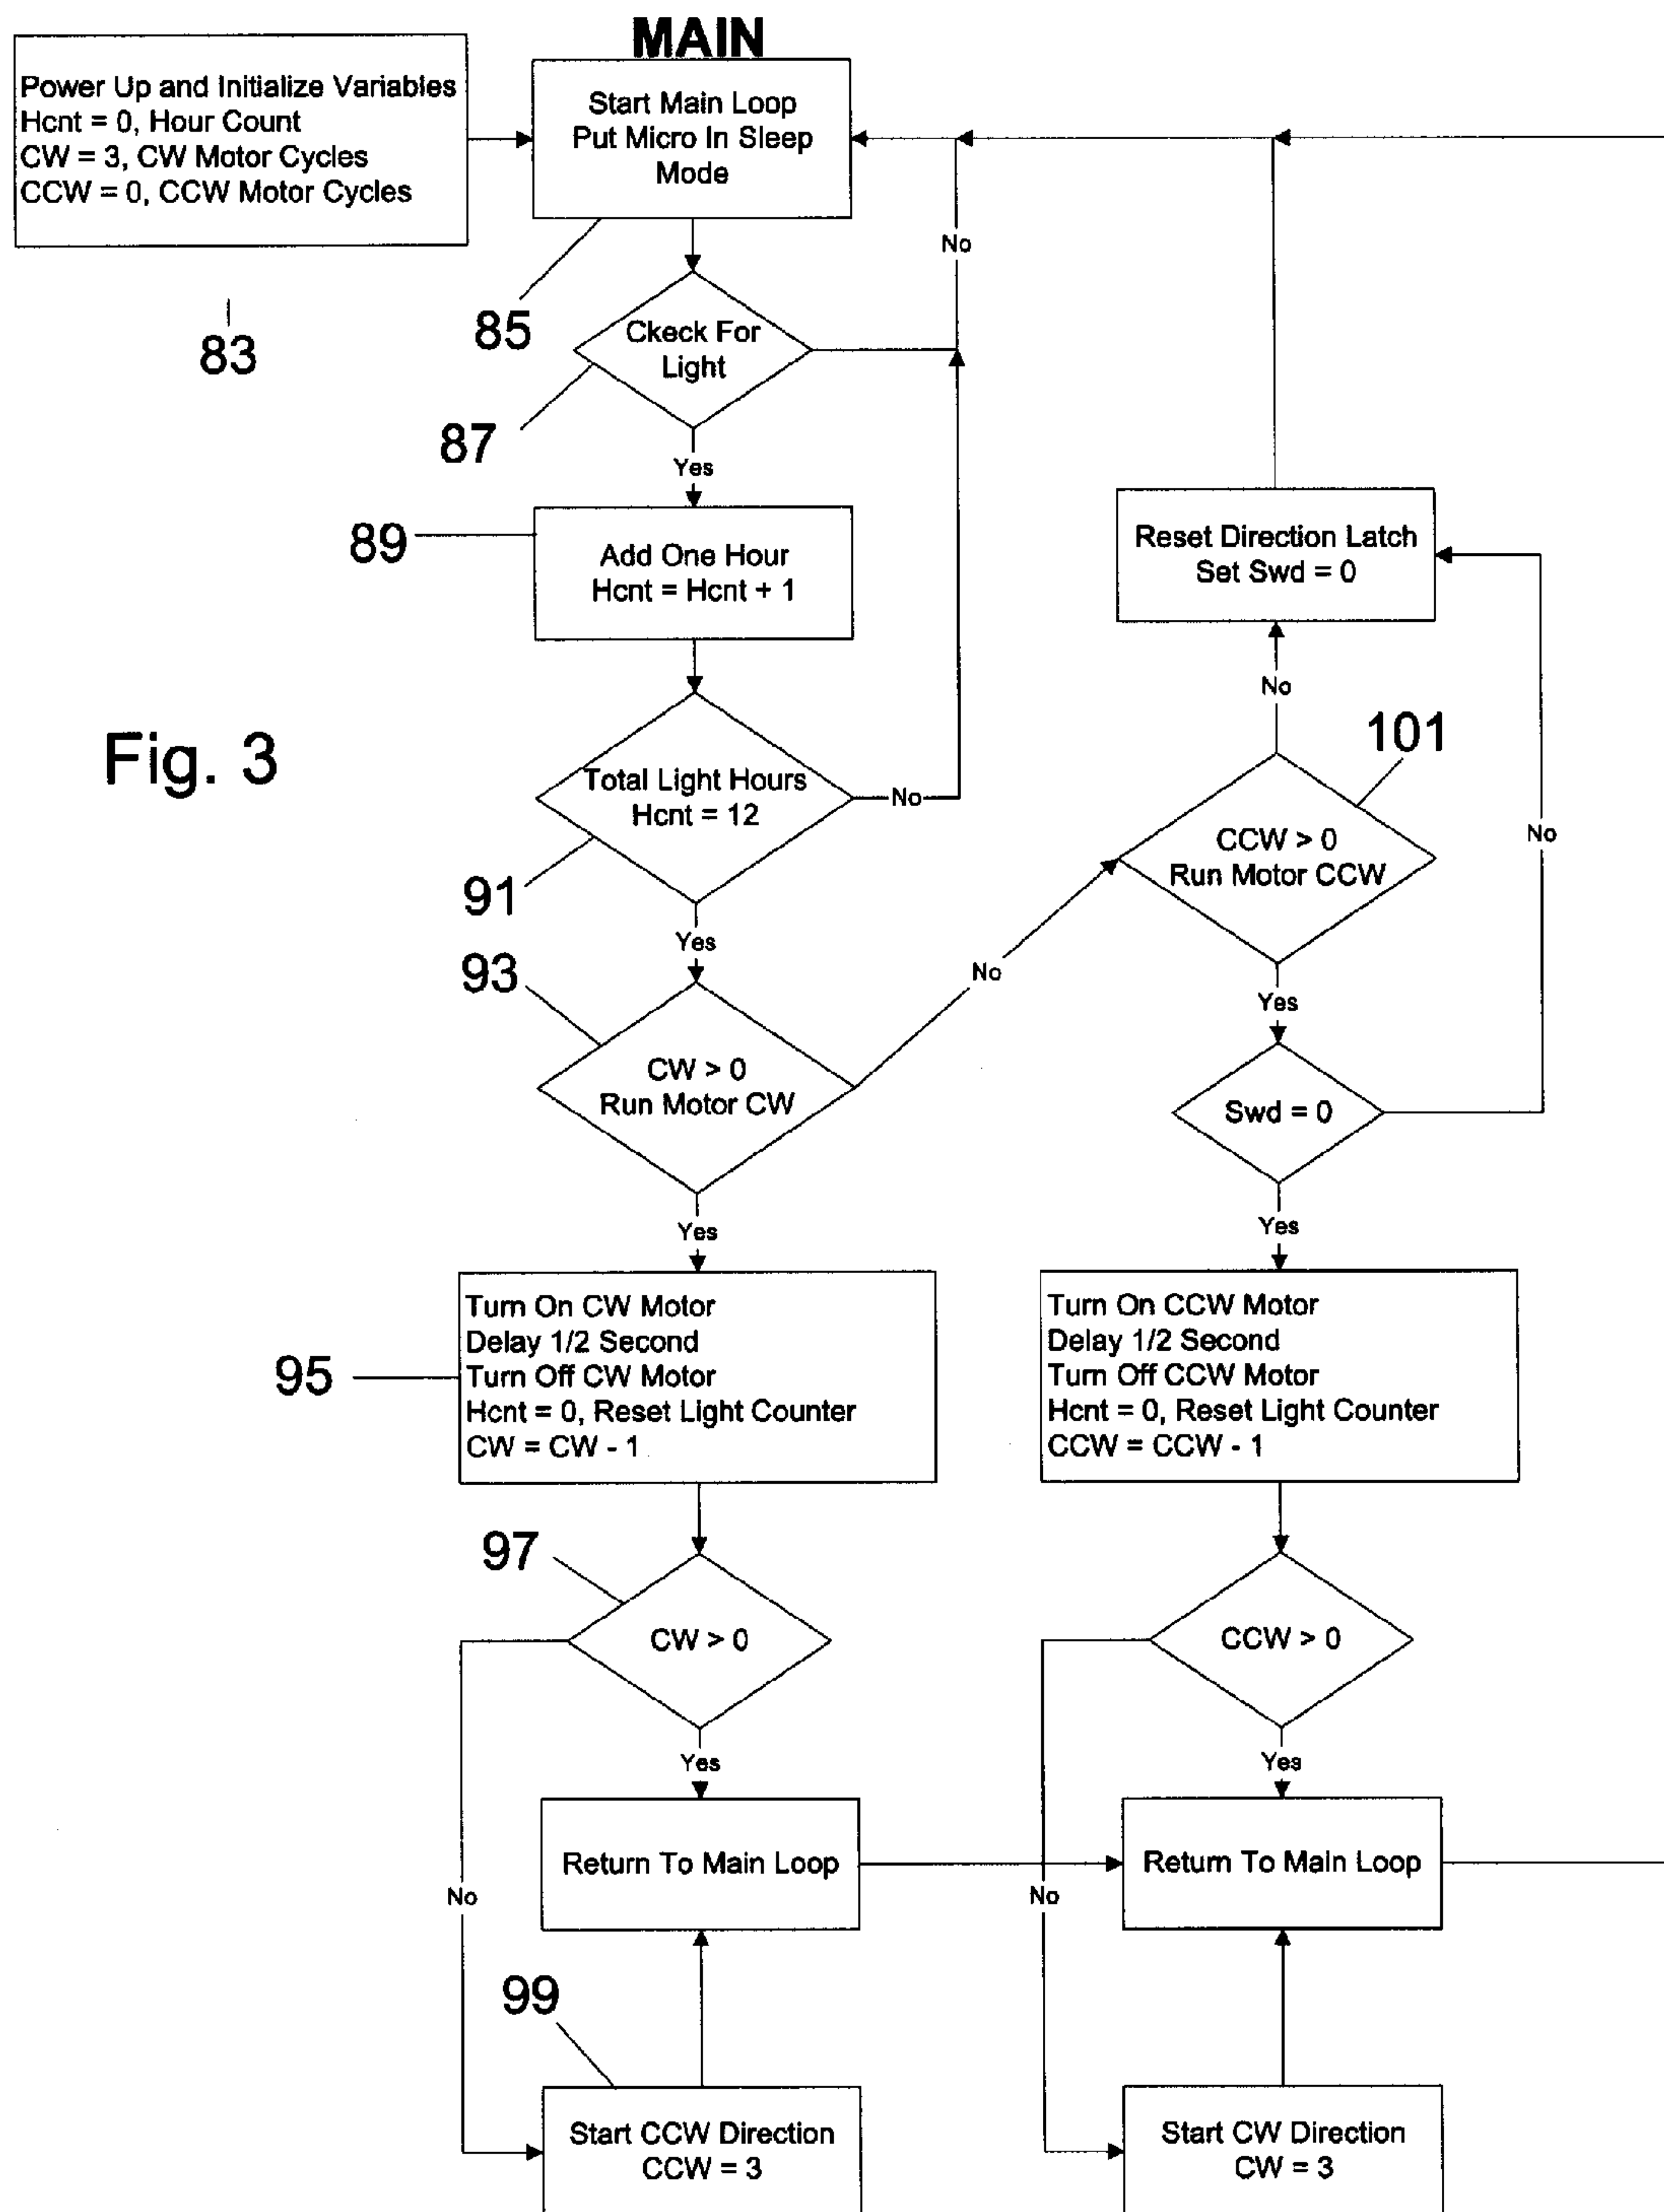 MAIN
Power Up and Initialize Variables
Hcnt = 0, Hour Count
CW = 3, CW Motor Cycles
CCW = 0, CCW Motor Cycles
83
Start Main Loop
Put Micro In Sleep
Mode
85
No
Ckeck For
Light
87
Yes
89
Add One Hour
Hcnt = Hcnt + 1
Fig. 3
Total Light Hours
Hcnt = 12
No
91
Yes
93
CW > 0
Run Motor CW
No
Yes
95
Turn On CW Motor
Delay 1/2 Second
Turn Off CW Motor
Hcnt = 0, Reset Light Counter
CW = CW - 1
97
CW > 0
Yes
No
Return To Main Loop
99
Start CCW Direction
CCW = 3
Reset Direction Latch
Set Swd = 0
No
101
CCW > 0
Run Motor CCW
No
Yes
Swd = 0
Yes
Turn On CCW Motor
Delay 1/2 Second
Turn Off CCW Motor
Hcnt = 0, Reset Light Counter
CCW = CCW - 1
CCW > 0
Yes
No
Return To Main Loop
Start CW Direction
CW = 3